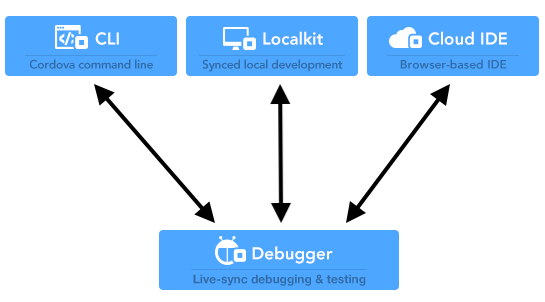 CLI
Cordova command line
Localkit
Synced local development
Cloud IDE
Browser-based IDE
Debugger
Live-sync debugging & testing